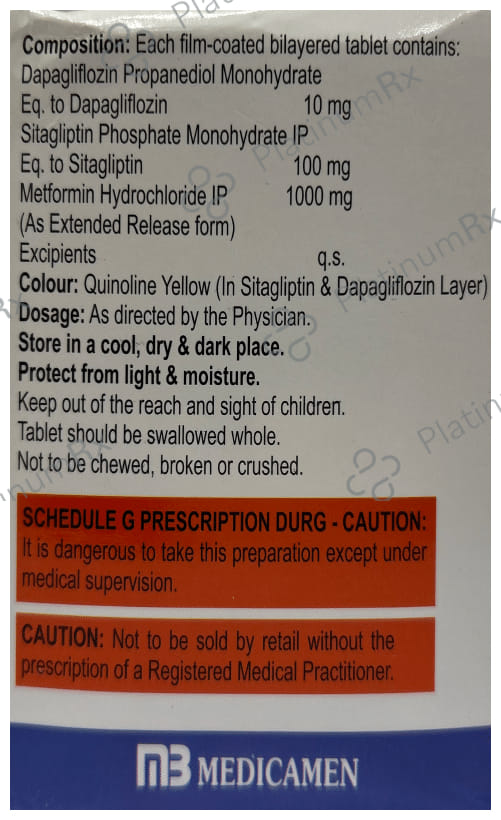 Composition: Each film-coated bilayered tablet contains:
Dapagliflozin Propanediol Monohydrate
Eq. to Dapagliflozin 10 mg
Sitagliptin Phosphate Monohydrate IP
Eq. to Sitagliptin 100 mg
Metformin Hydrochloride IP 1000 mg
(As Extended Release form)
Excipients q.s.
Colour: Quinoline Yellow (In Sitagliptin & Dapagliflozin Layer)
Dosage: As directed by the Physician.
Store in a cool, dry & dark place.
Protect from light & moisture.
Keep out of the reach and sight of children.
Tablet should be swallowed whole.
Not to be chewed, broken or crushed.
SCHEDULE G PRESCRIPTION DURG - CAUTION:
It is dangerous to take this preparation except under
medical supervision.
CAUTION: Not to be sold by retail without the
prescription of a Registered Medical Practitioner.
MB MEDICAMEN
PlatinumRx
PlatinumRx